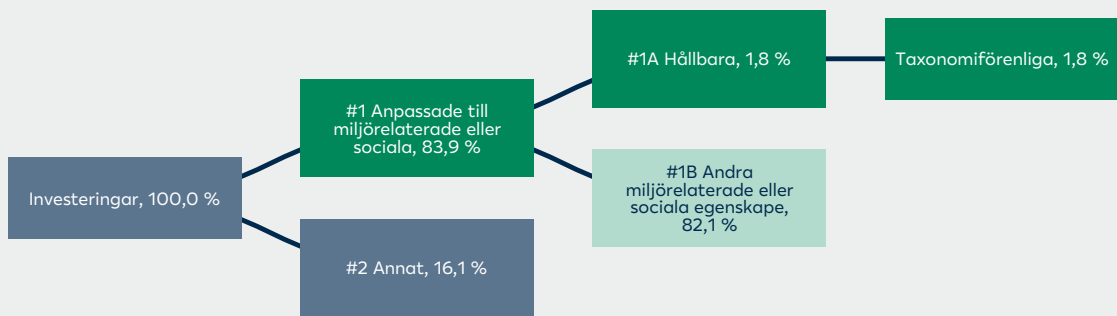 #1A Hållbara, 1,8 %
Taxonomiförenliga, 1,8 %
#1 Anpassade till
miljörelaterade eller
sociala, 83,9 %
Investeringar, 100,0 %
#1B Andra
miljörelaterade eller
sociala egenskape,
82,1 %
#2 Annat, 16,1 %